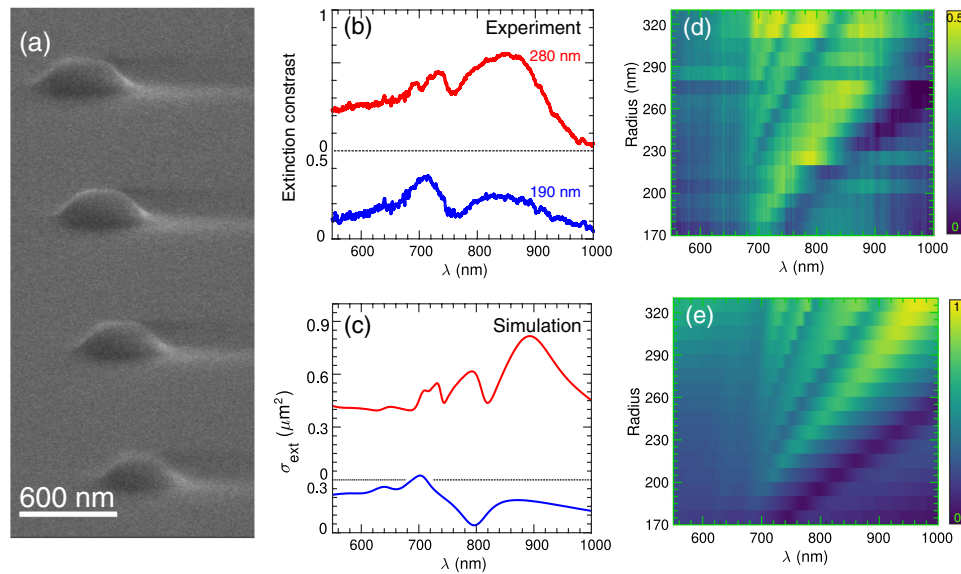 (a)
600 nm
(b)
Experiment
280 nm
190 nm
Extinction constrast
1
0
0.5
0
600 700 800 900 1000
λ (nm)
(c)
Simulation
σext (μm²)
0.9
0.6
0.3
0
0.3
0
600 700 800 900 1000
λ (nm)
(d)
Radius (nm)
320
290
260
230
200
170
600 700 800 900 1000
λ (nm)
0.5
0
(e)
Radius
320
290
260
230
200
170
600 700 800 900 1000
λ (nm)
1
0